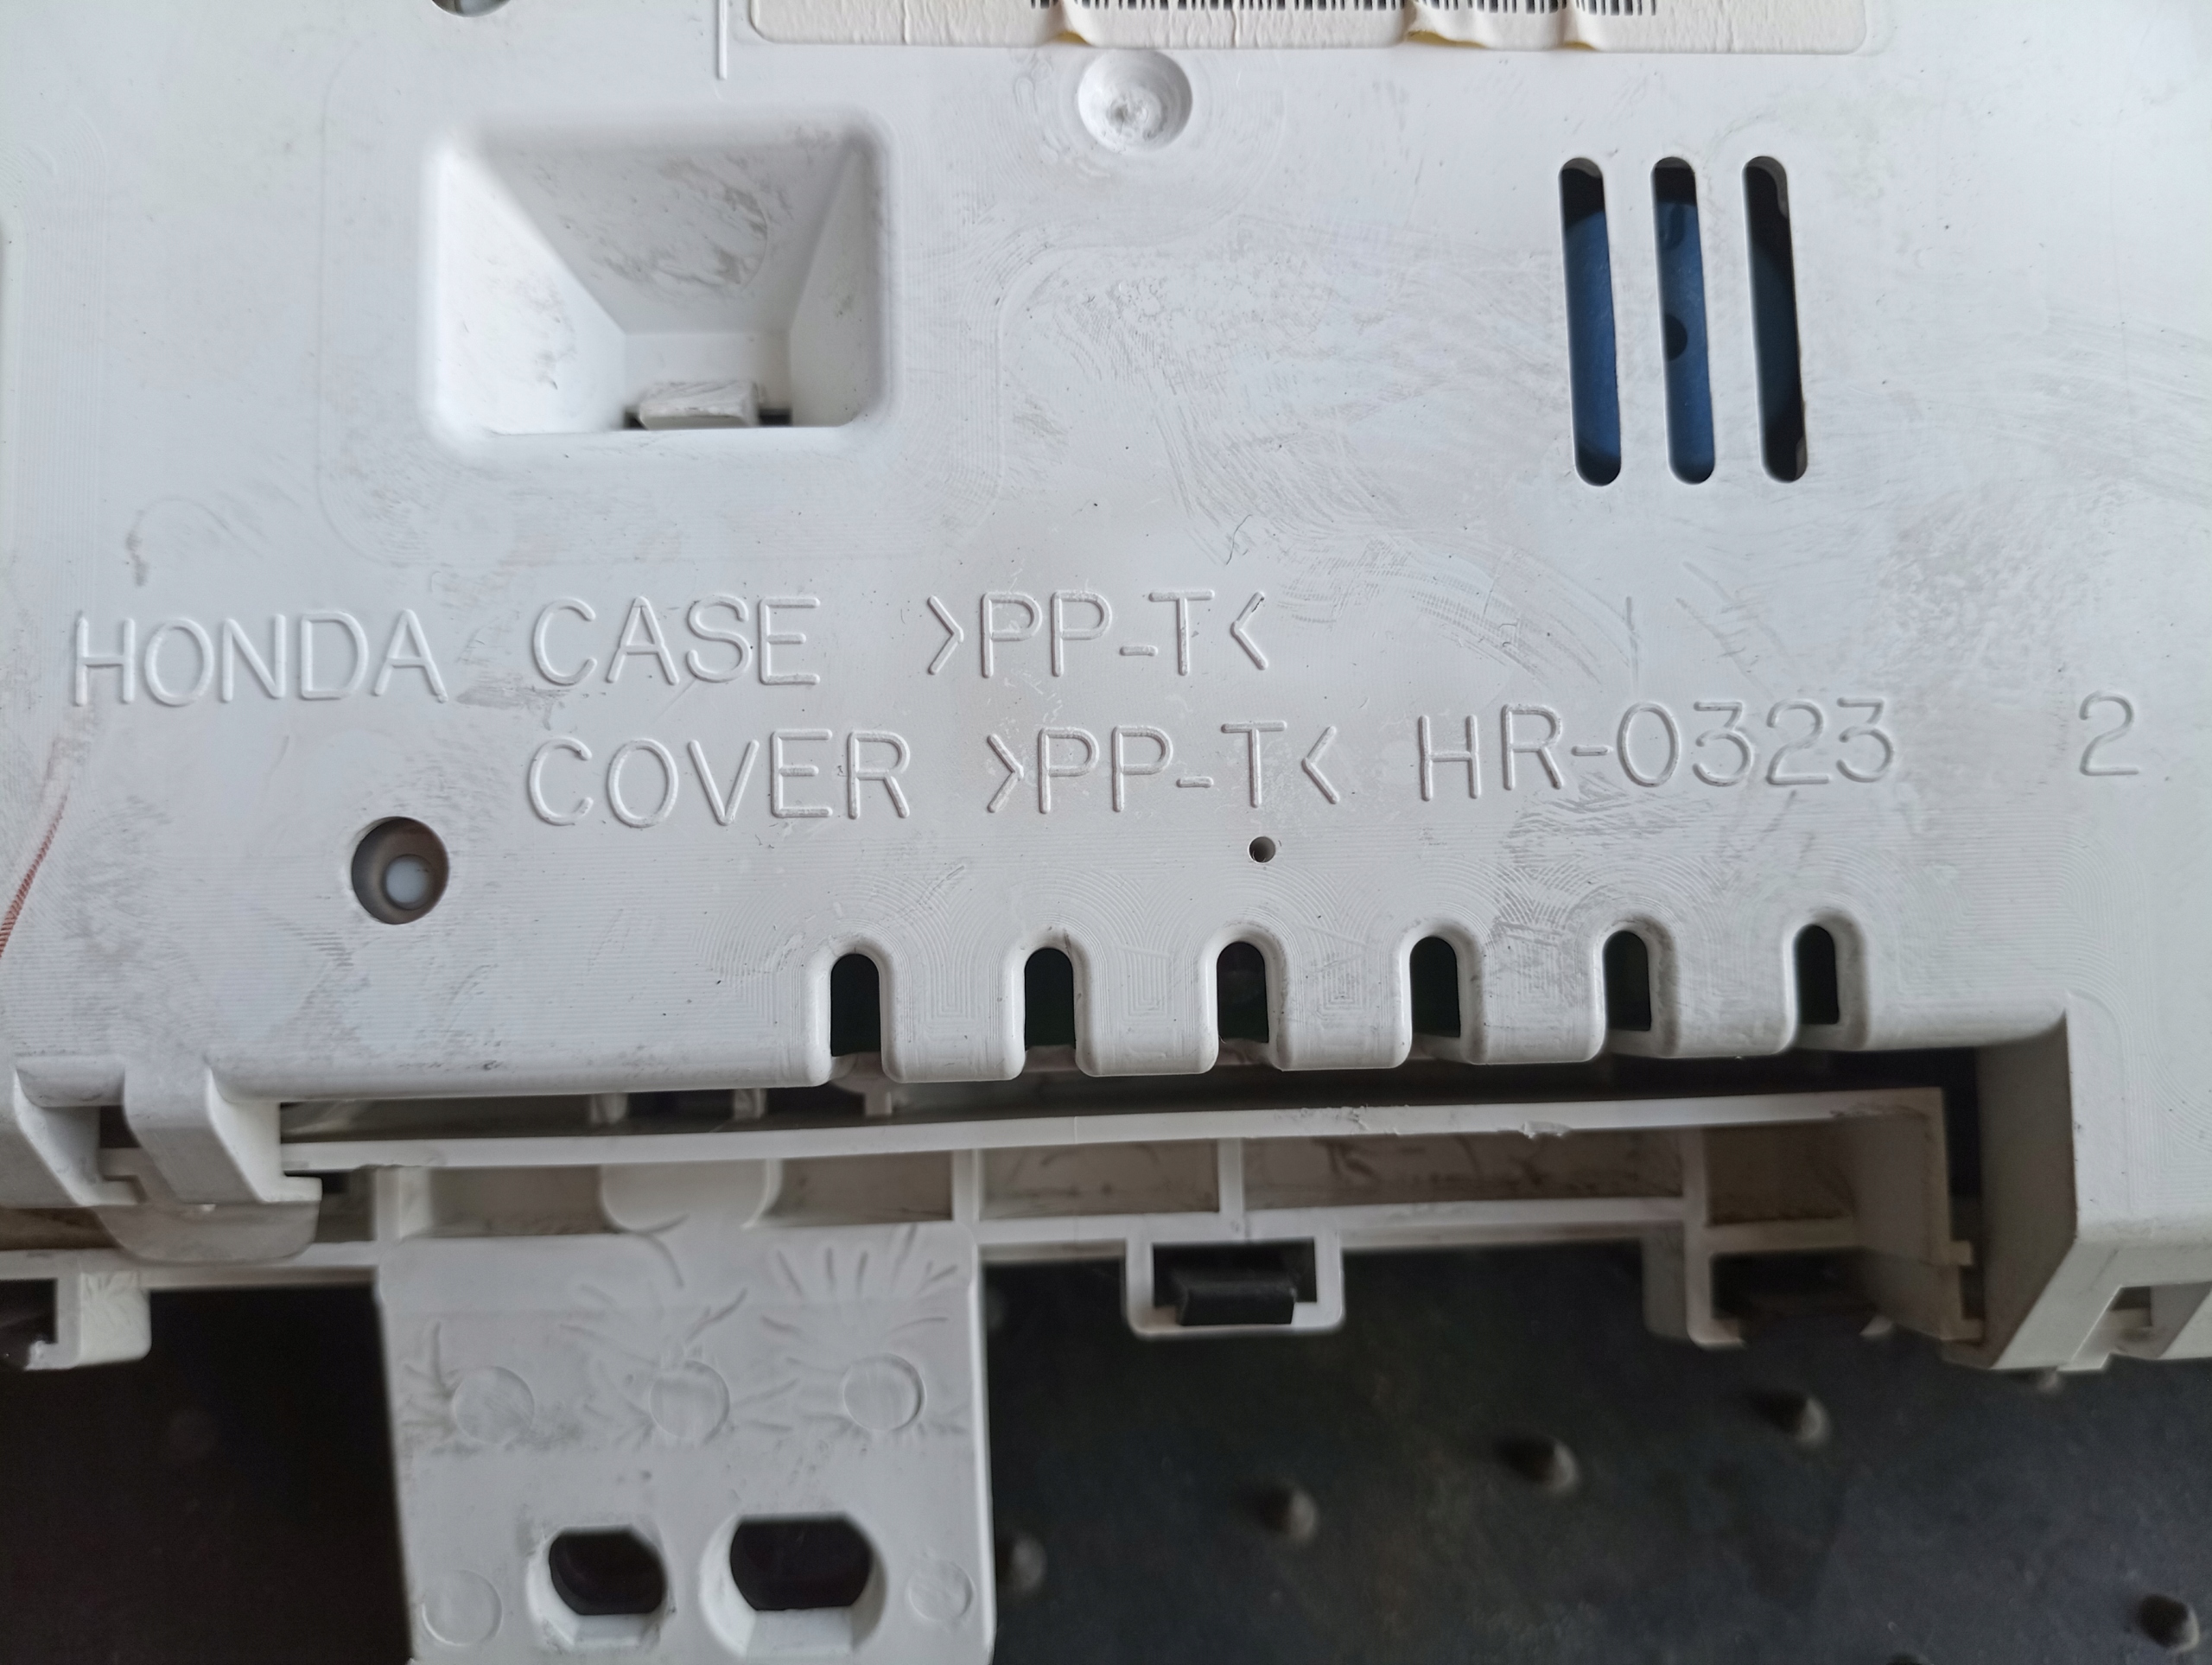 HONDA CASE >PP-T<
COVER >PP-T< HR-0323 2